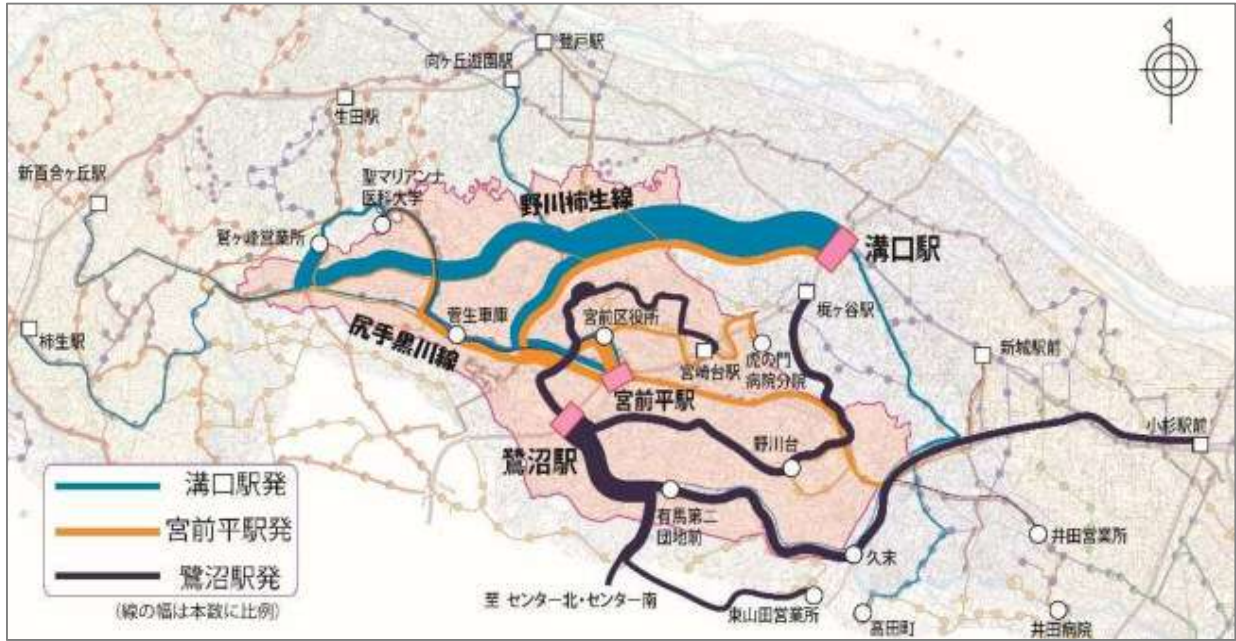 登戸駅
向ケ丘遊園駅
生田駅
新百合ケ丘駅
聖マリアンナ
医科大学
野川柿生線
鷲ヶ峰営業所
溝口駅
梶ヶ谷駅
菅生車庫
宮前区役所
柿生駅
尻手黒川線
宮崎台駅
虎の門
病院分院
新城駅前
宮前平駅
小杉駅前
鷺沼駅
野川台
溝口駅発
宮前平駅発
鷺沼駅発
(線の幅は本数に比例)
有馬第二
団地前
久末
井田営業所
至 センター北・センター南
東山田営業所
高田町
井田病院